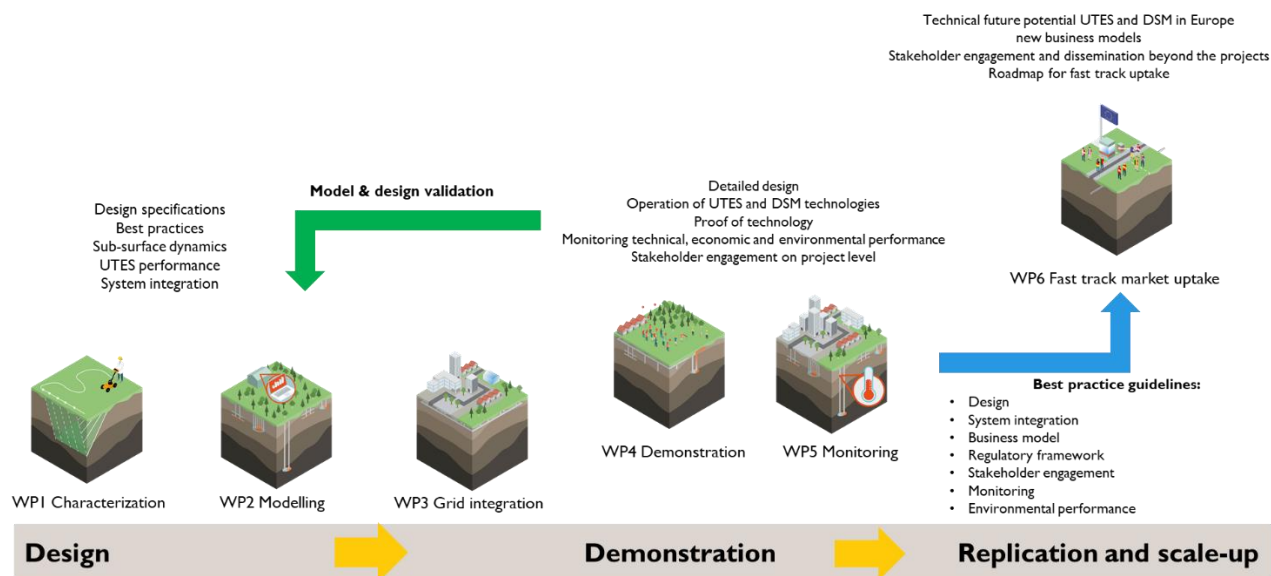 Technical future potential UTES and DSM in Europe
new business models
Stakeholder engagement and dissemination beyond the projects
Roadmap for fast track uptake
WP6 Fast track market uptake
Model & design validation
Design specifications
Best practices
Sub-surface dynamics
UTES performance
System integration
Detailed design
Operation of UTES and DSM technologies
Proof of technology
Monitoring technical, economic and environmental performance
Stakeholder engagement on project level
WP1 Characterization
WP2 Modelling
WP3 Grid integration
WP4 Demonstration
WP5 Monitoring
Best practice guidelines:
• Design
• System integration
• Business model
• Regulatory framework
• Stakeholder engagement
• Monitoring
• Environmental performance
Design
Demonstration
Replication and scale-up